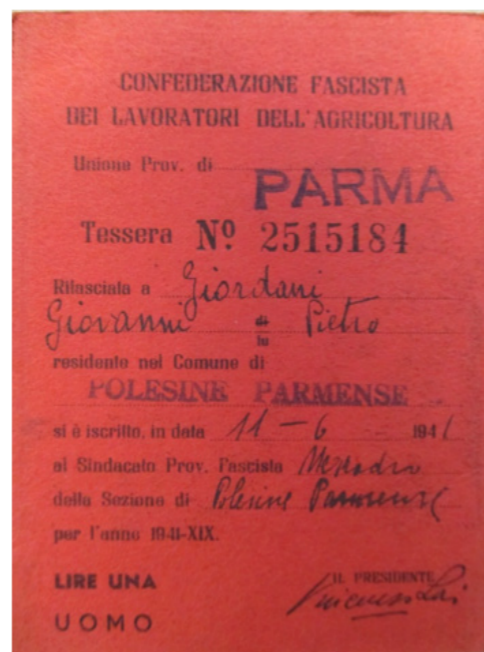 CONFEDERAZIONE FASCISTA
DEI LAVORATORI DELL'AGRICOLTURA
Unione Prov. di PARMA
Tessera Nº 2515184
Rilasciata a Giordani
Giovanni di fu Pietro
residente nel Comune di
POLESINE PARMENSE
si è iscritto, in data 11-6 1941
al Sindacato Prov. Fascista
della Sezione di Polesine Parmense
per l'anno 1941-XIX.
LIRE UNA
IL PRESIDENTE
UOMO